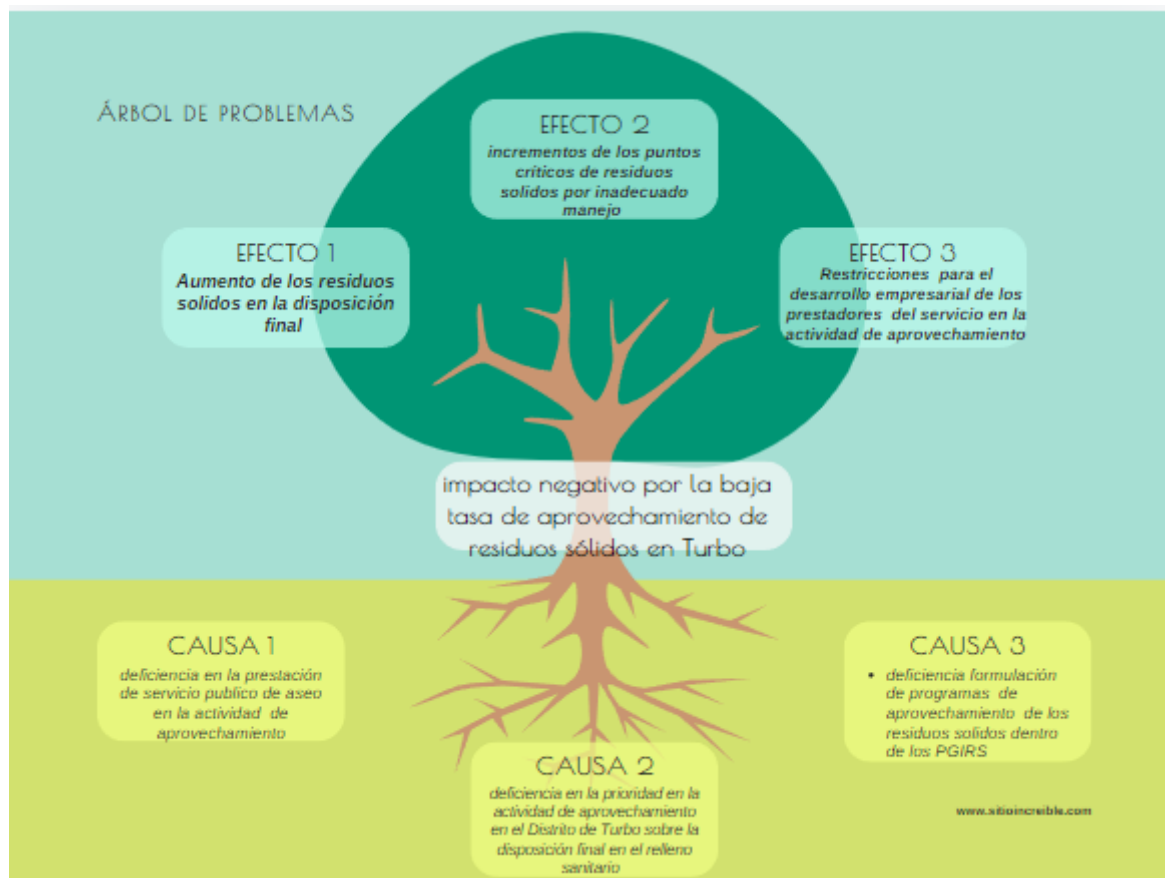 ÁRBOL DE PROBLEMAS
EFECTO 2
incrementos de los puntos
críticos de residuos
solidos por inadecuado
manejo
EFECTO 1
Aumento de los residuos
solidos en la disposición
final
EFECTO 3
Restricciones para el
desarrollo empresarial de los
prestadores del servicio en la
actividad de aprovechamiento
impacto negativo por la baja
tasa de aprovechamiento de
residuos sólidos en Turbo
CAUSA 1
deficiencia en la prestación
de servicio publico de aseo
en la actividad de
aprovechamiento
CAUSA 2
deficiencia en la prioridad en la
actividad de aprovechamiento
en el Distrito de Turbo sobre la
disposición final en el relleno
sanitario
CAUSA 3
• deficiencia formulación
de programas de
aprovechamiento de los
residuos solidos dentro
de los PGIRS
www.sitioincreible.com